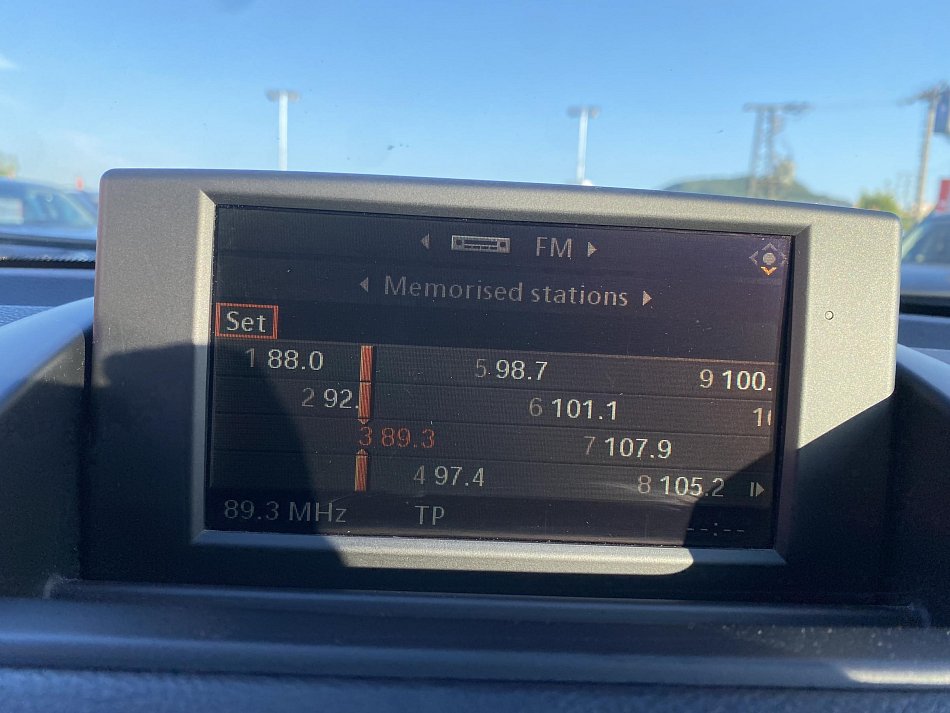 FM
Memorised stations
Set
1 88.0 5 98.7 9 100.
2 92. 6 101.1
3 89.3 7 107.9
4 97.4 8 105.2
89.3 MHz TP --:--